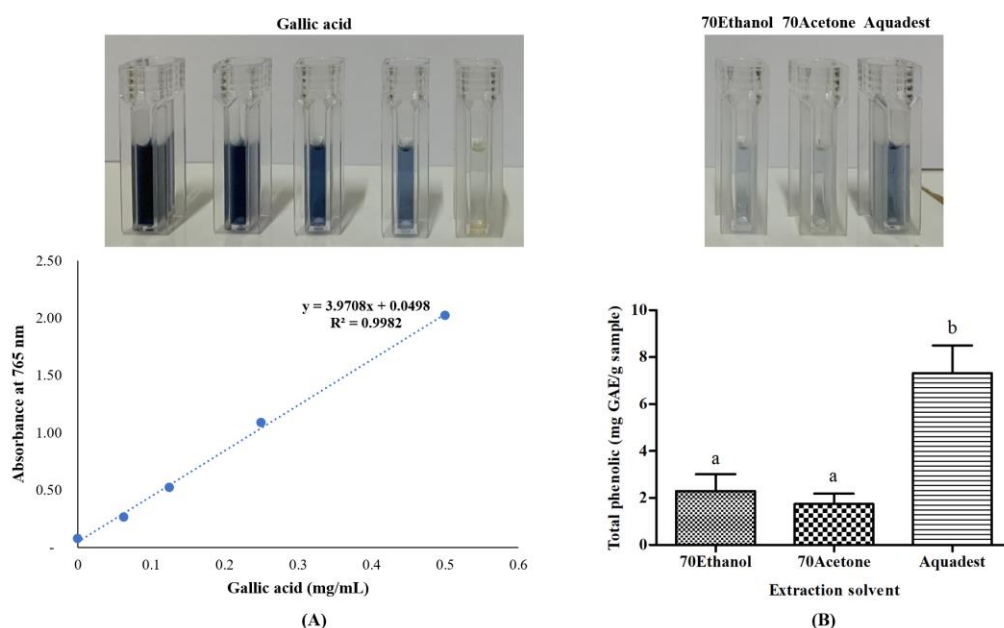 Gallic acid
2.50
2.00
1.50
1.00
0.50
-
0 0.1 0.2 0.3 0.4 0.5 0.6
Absorbance at 765 nm
y = 3.9708x + 0.0498
R² = 0.9982
Gallic acid (mg/mL)
(A)
70Ethanol 70Acetone Aquadest
10
8
6
4
2
0
Total phenolic (mg GAE/g sample)
a
a
b
70Ethanol 70Acetone Aquadest
Extraction solvent
(B)